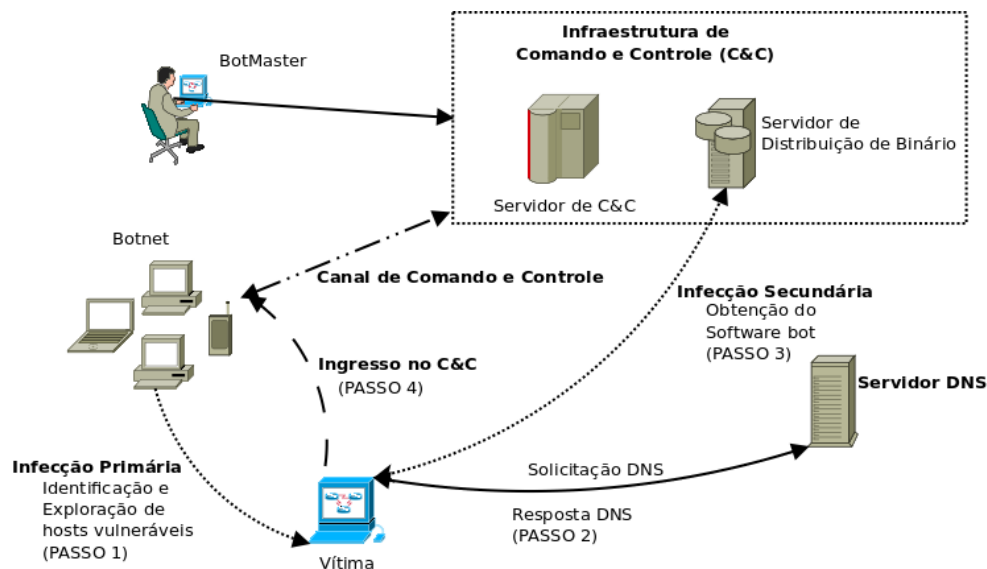 Infraestrutura de
Comando e Controle (C&C)
BotMaster
Servidor de
Distribuição de Binário
Servidor de C&C
Botnet
Canal de Comando e Controle
Infecção Secundária
Obtenção do
Software bot
(PASSO 3)
Ingresso no C&C
(PASSO 4)
Servidor DNS
Infecção Primária
Identificação e
Exploração de
hosts vulneráveis
(PASSO 1)
Solicitação DNS
Resposta DNS
(PASSO 2)
Vítima